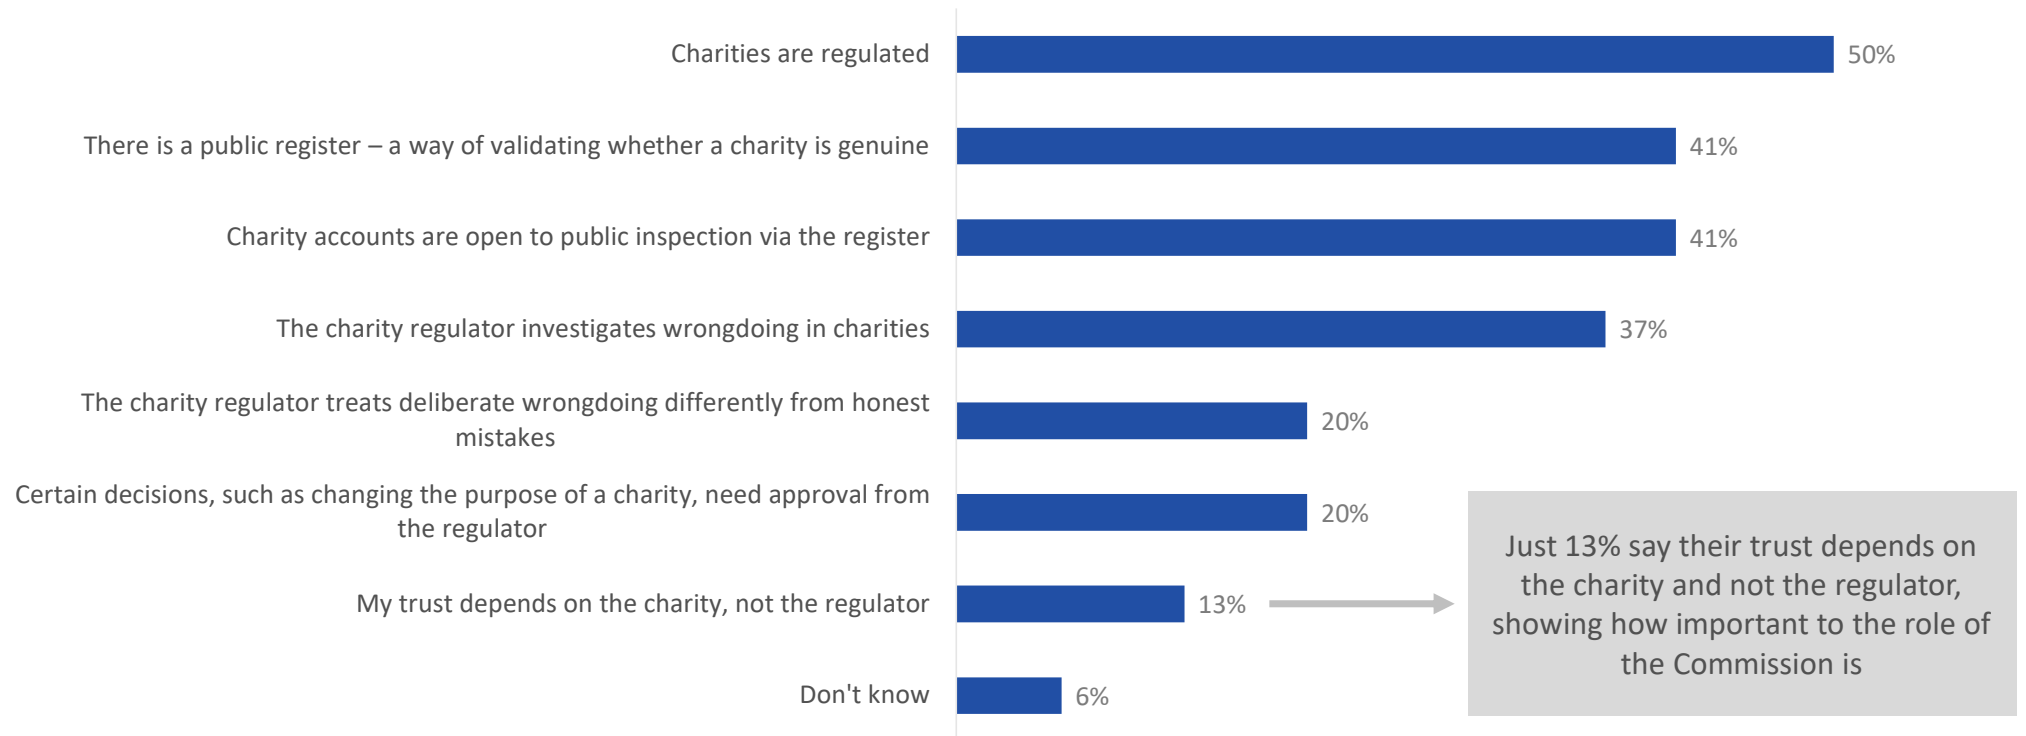 Charities are regulated
50%
There is a public register – a way of validating whether a charity is genuine
41%
Charity accounts are open to public inspection via the register
41%
The charity regulator investigates wrongdoing in charities
37%
The charity regulator treats deliberate wrongdoing differently from honest
mistakes
20%
Certain decisions, such as changing the purpose of a charity, need approval from
the regulator
20%
My trust depends on the charity, not the regulator
13%
Just 13% say their trust depends on
the charity and not the regulator,
showing how important to the role of
the Commission is
Don't know
6%